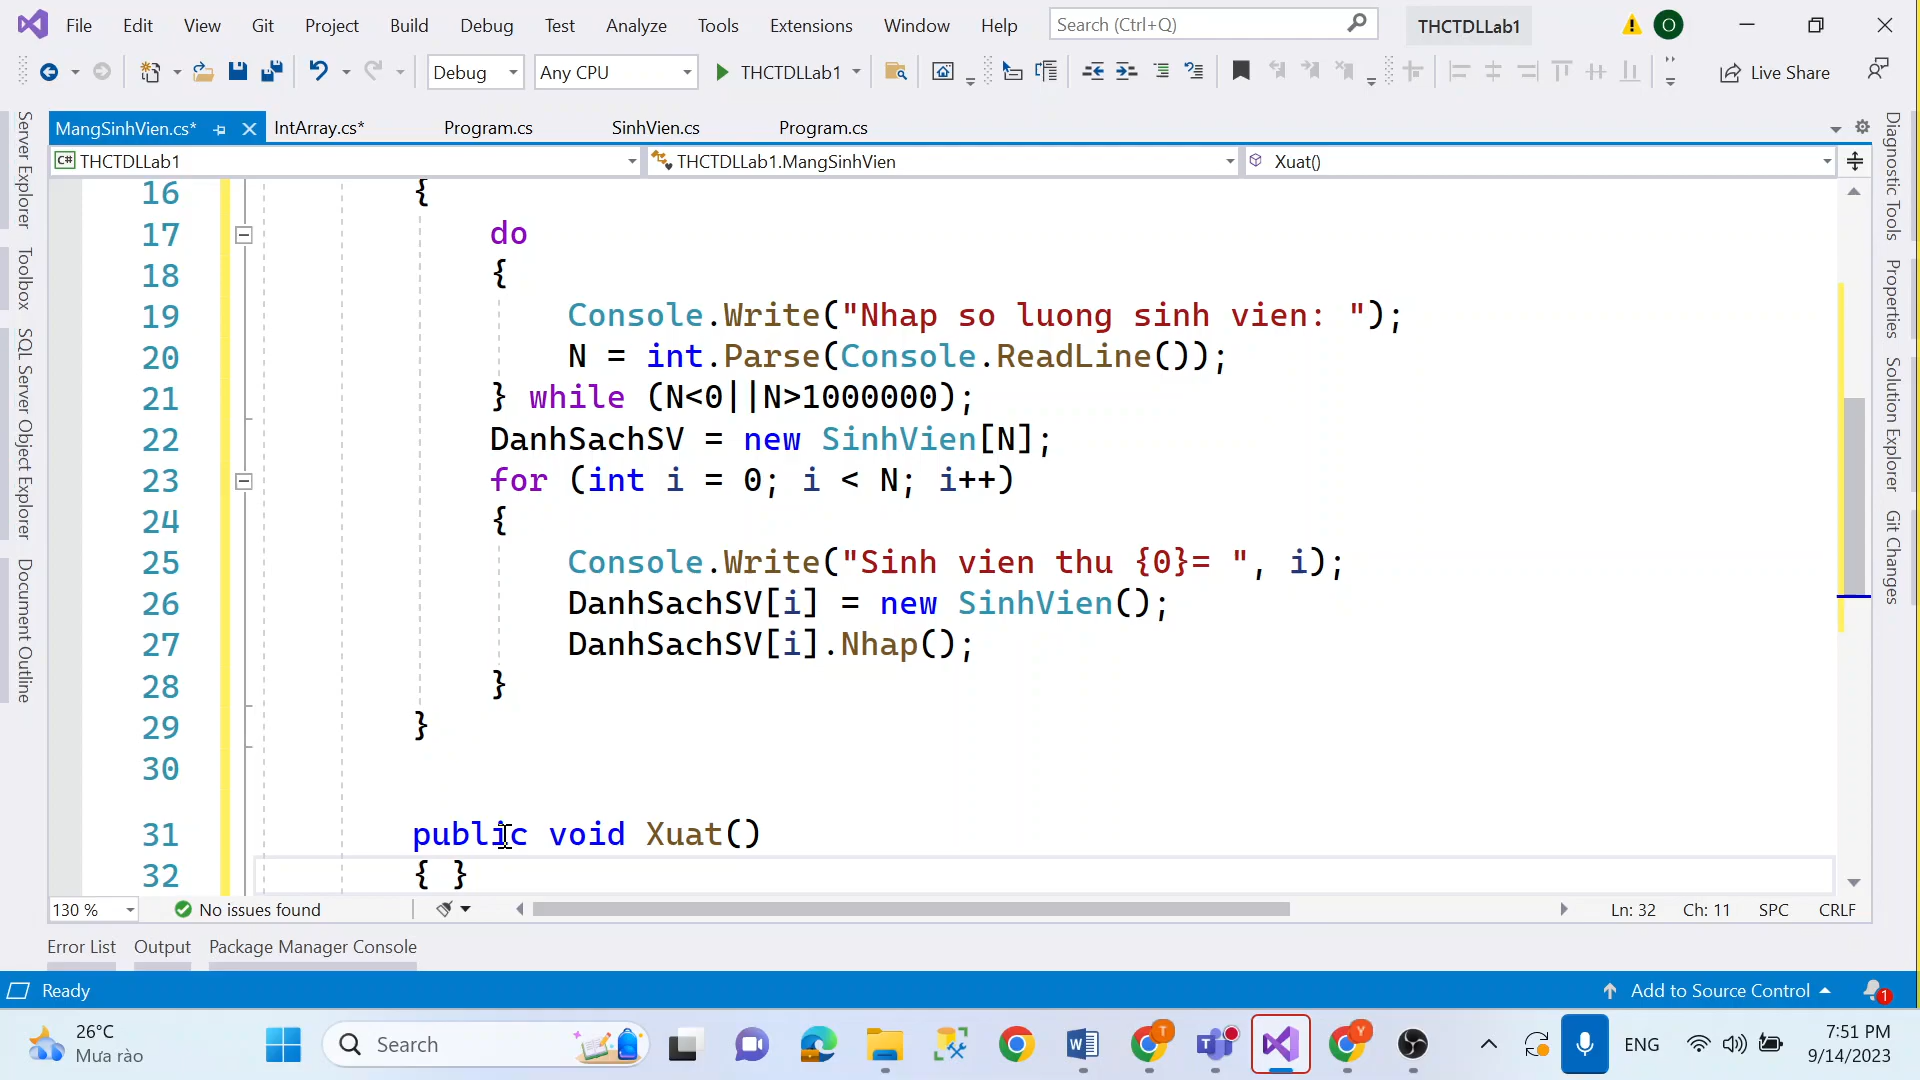 File Edit View Git Project Build Debug Test Analyze Tools Extensions Window Help Search (Ctrl+Q) THCTDLLab1 O
Debug Any CPU THCTDLLab1 Live Share
MangSinhVien.cs* IntArray.cs* Program.cs SinhVien.cs Program.cs
C# THCTDLLab1 THCTDLLab1.MangSinhVien Xuat()
Server Explorer
Toolbox
SQL Server Object Explorer
Document Outline
16 {
17 do
18 {
19 Console.Write("Nhap so luong sinh vien: ");
20 N = int.Parse(Console.ReadLine());
21 } while (N<0||N>1000000);
22 DanhSachSV = new SinhVien[N];
23 for (int i = 0; i < N; i++)
24 {
25 Console.Write("Sinh vien thu {0}= ", i);
26 DanhSachSV[i] = new SinhVien();
27 DanhSachSV[i].Nhap();
28 }
29 }
30
31 public void Xuat()
32 { }
Diagnostic Tools
Properties
Solution Explorer
Git Changes
130 % No issues found Ln: 32 Ch: 11 SPC CRLF
Error List Output Package Manager Console
Ready Add to Source Control 1
26°C
Mưa rào
Search
T
T
Y
ENG
7:51 PM
9/14/2023